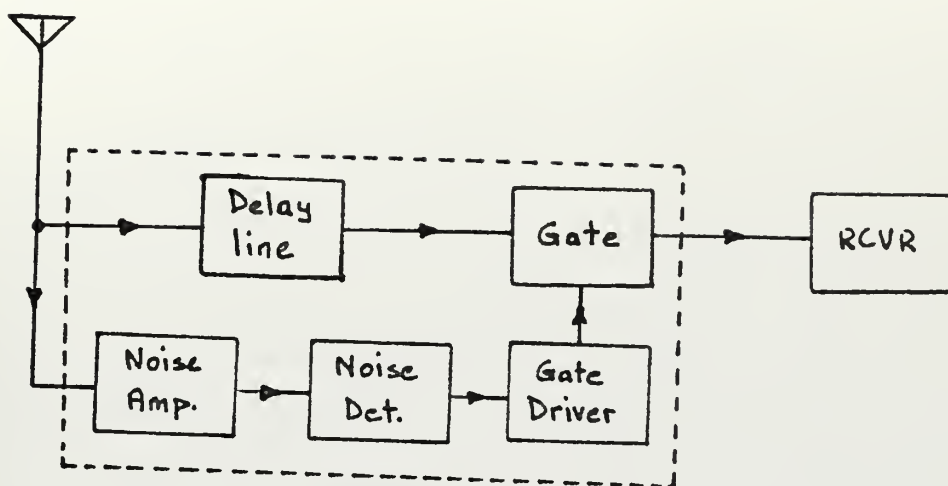 Delay
line
Gate
RCVR
Noise
Amp.
Noise
Det.
Gate
Driver